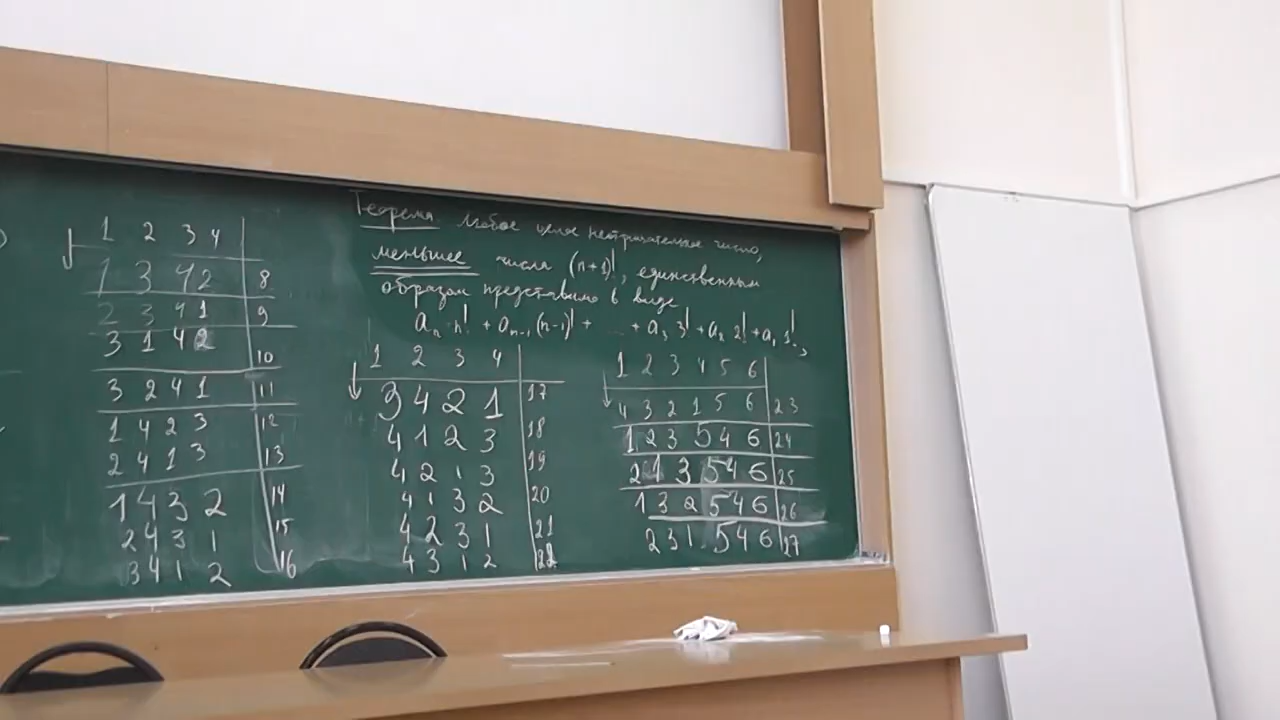 1 2 3 4
1 3 4 2 8
2 3 4 1 9
3 1 4 2 10
3 2 4 1 11
1 4 2 3 12
2 4 1 3 13
1 4 3 2 14
2 4 3 1 15
3 4 1 2 16
Теорема Любое целое неотрицательное число,
меньшее числа (n+1)!, единственным
образом представимо в виде
aₙ·n! + aₙ₋₁(n-1)! + ... + a₃3! + a₂2! + a₁1!
1 2 3 4
3 4 2 1 17
4 1 2 3 18
4 2 1 3 19
4 1 3 2 20
4 2 3 1 21
4 3 1 2 22
1 2 3 4 5 6
4 3 2 1 5 6 23
1 2 3 5 4 6 24
2 1 3 5 4 6 25
1 3 2 5 4 6 26
2 3 1 5 4 6 27